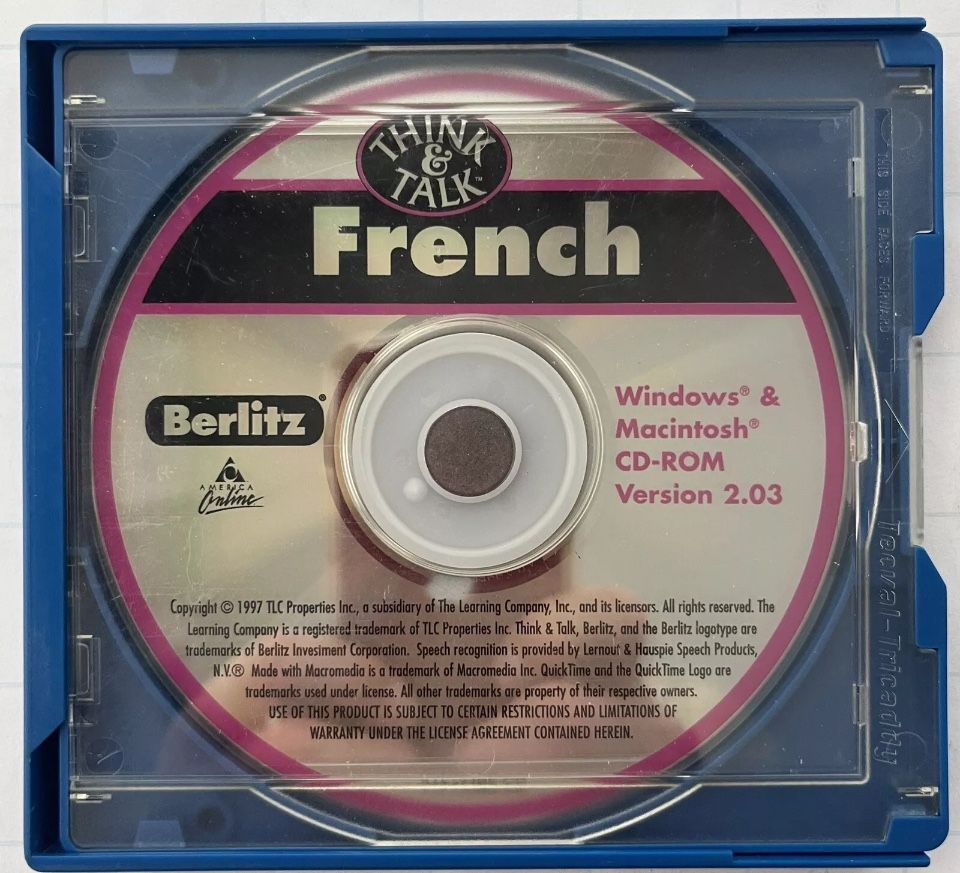 THINK
&
TALK™
French
Berlitz®
AMERICA
Online
Windows® &
Macintosh®
CD-ROM
Version 2.03
Copyright © 1997 TLC Properties Inc., a subsidiary of The Learning Company, Inc., and its licensors. All rights reserved. The
Learning Company is a registered trademark of TLC Properties Inc. Think & Talk, Berlitz, and the Berlitz logotype are
trademarks of Berlitz Investment Corporation. Speech recognition is provided by Lernout & Hauspie Speech Products,
N.V.® Made with Macromedia is a trademark of Macromedia Inc. QuickTime and the QuickTime Logo are
trademarks used under license. All other trademarks are property of their respective owners.
USE OF THIS PRODUCT IS SUBJECT TO CERTAIN RESTRICTIONS AND LIMITATIONS OF
WARRANTY UNDER THE LICENSE AGREEMENT CONTAINED HEREIN.
THIS SIDE FACES FORWARD
Tecval-Tricaddy